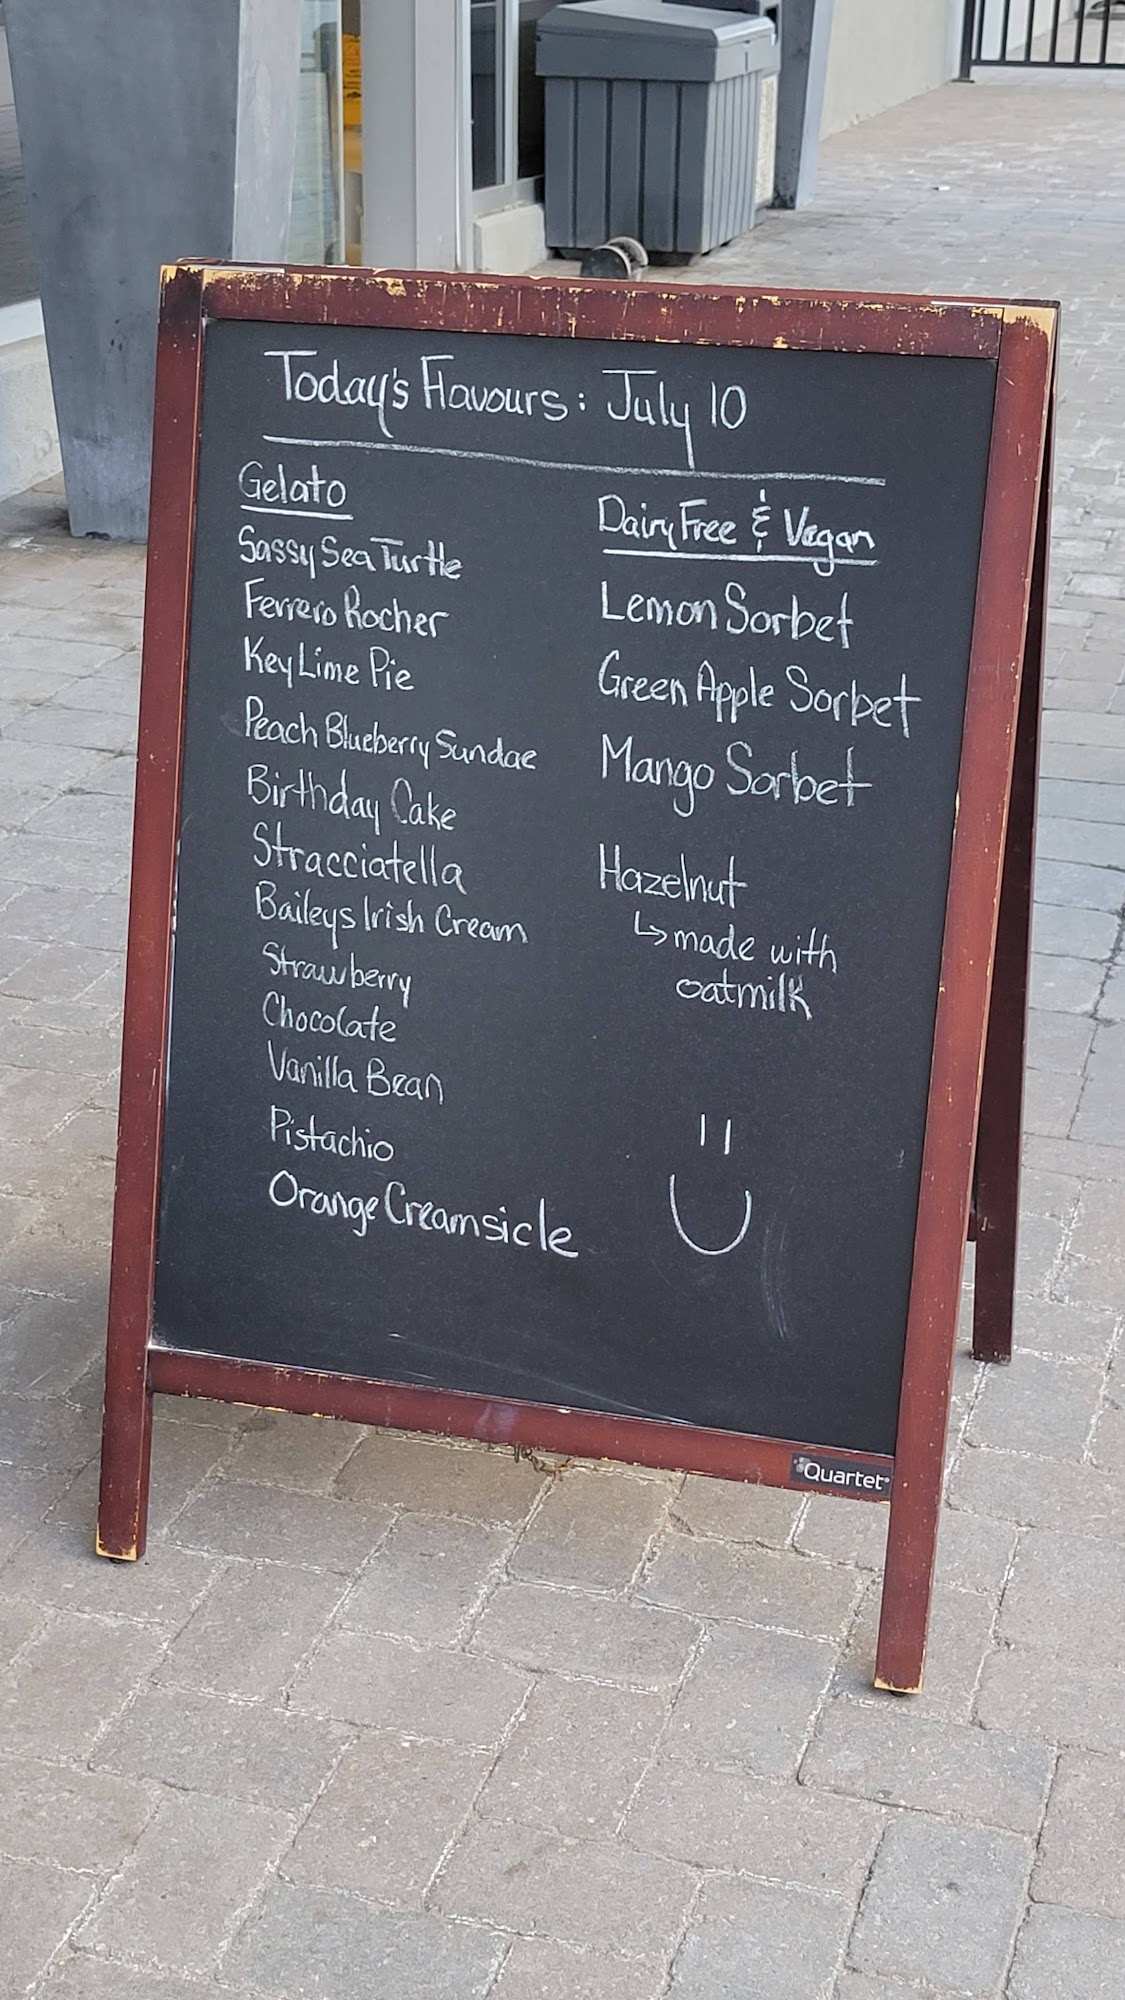 Today's Flavours: July 10
Gelato
Sassy Sea Turtle
Ferrero Rocher
Key Lime Pie
Peach Blueberry Sundae
Birthday Cake
Stracciatella
Baileys Irish Cream
Strawberry
Chocolate
Vanilla Bean
Pistachio
Orange Creamsicle
Dairy Free & Vegan
Lemon Sorbet
Green Apple Sorbet
Mango Sorbet
Hazelnut
↳ made with
oatmilk
Quartet